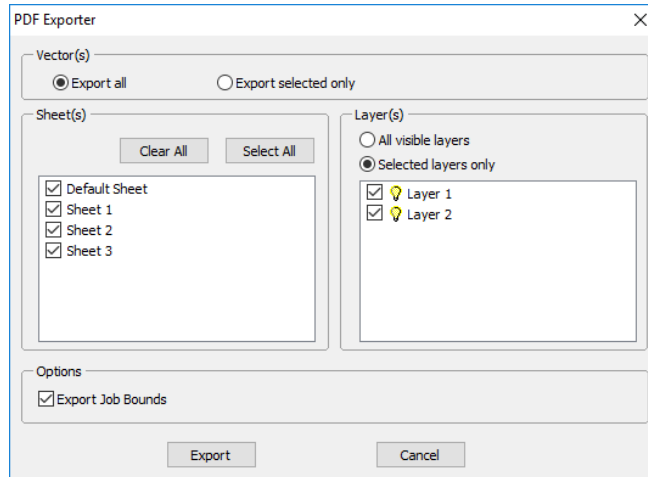 PDF Exporter
Vector(s)
Export all
Export selected only
Sheet(s)
Clear All
Select All
Default Sheet
Sheet 1
Sheet 2
Sheet 3
Layer(s)
All visible layers
Selected layers only
Layer 1
Layer 2
Options
Export Job Bounds
Export
Cancel